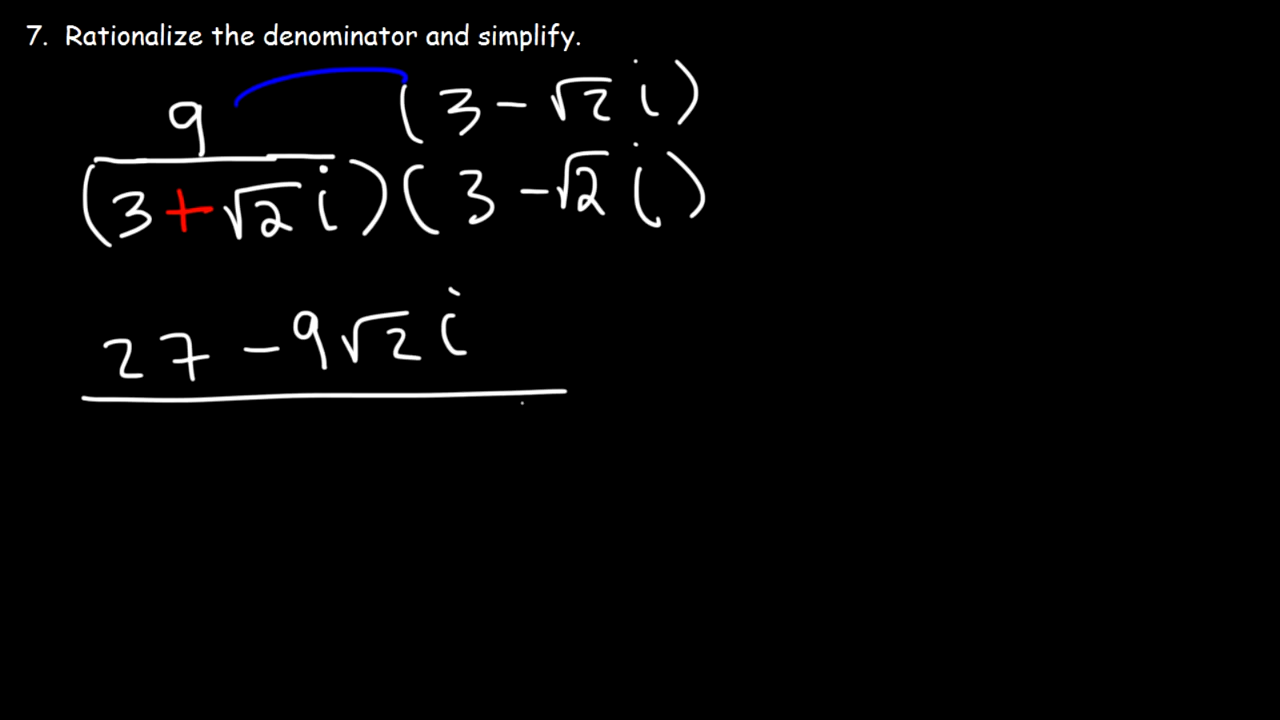 7. Rationalize the denominator and simplify.
9 (3 - √2 i)
(3 + √2 i)(3 - √2 i)
27 - 9√2 i